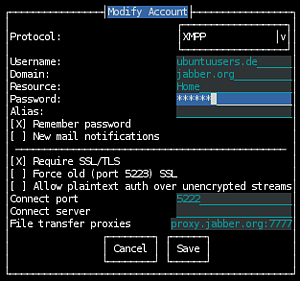 Modify Account
Protocol: XMPP v
Username: ubuntuusers.de
Domain: jabber.org
Resource: Home
Password: ******
Alias:
[X] Remember password
[ ] New mail notifications
[X] Require SSL/TLS
[ ] Force old (port 5223) SSL
[ ] Allow plaintext auth over unencrypted streams
Connect port 5222
Connect server
File transfer proxies proxy.jabber.org:7777
Cancel Save